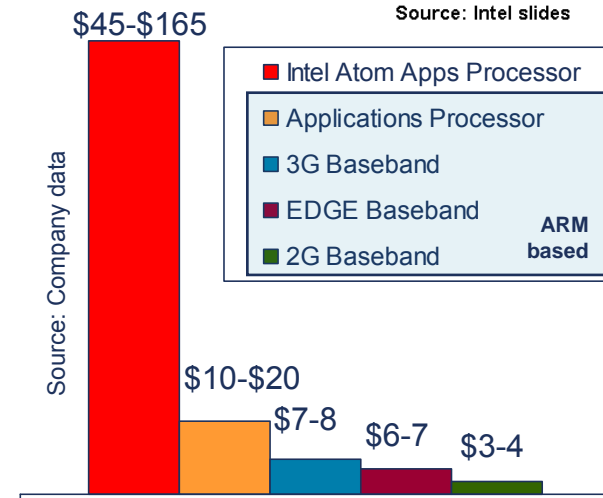 $45-$165
Source: Intel slides
Intel Atom Apps Processor
Applications Processor
3G Baseband
EDGE Baseband
2G Baseband
ARM
based
Source: Company data
$10-$20
$7-8
$6-7
$3-4